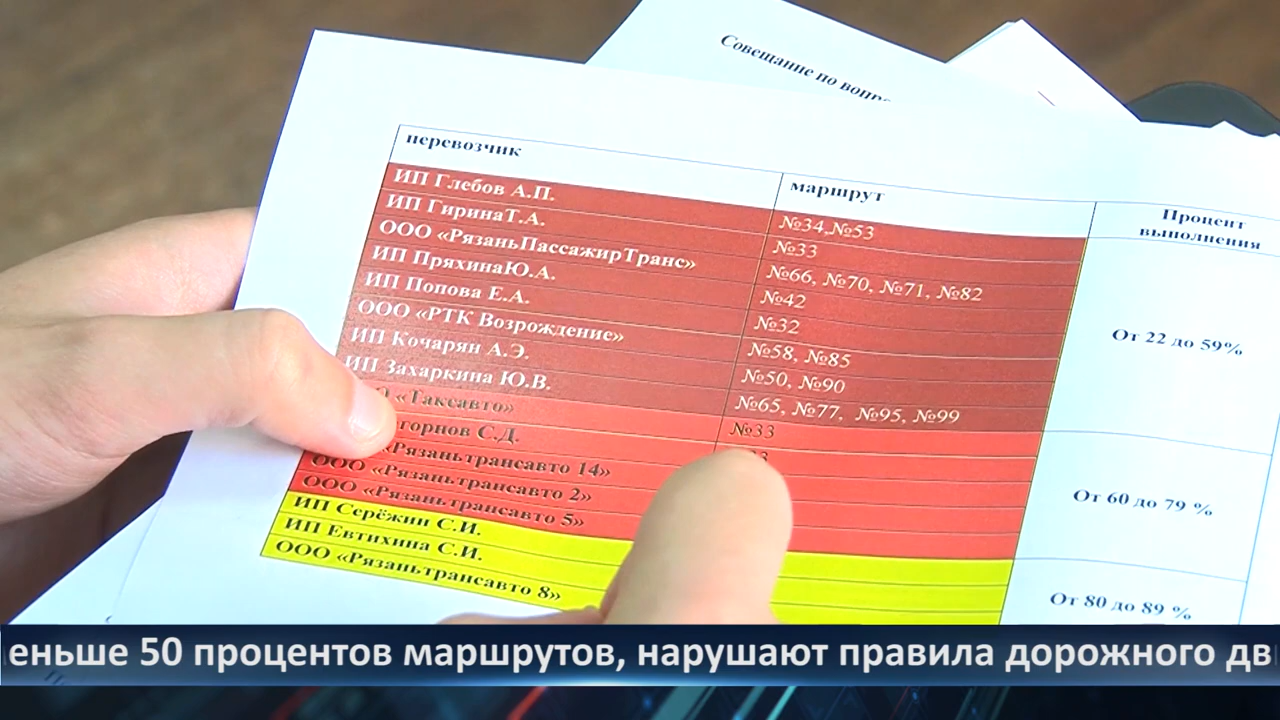 Совещание по
перевозчик
маршрут
Процент
выполнения
ИП Глебов А.П.
№34,№53
ИП ГиринаТ.А.
№33
ООО «РязаньПассажирТранс»
№66, №70, №71, №82
ИП ПряхинаЮ.А.
№42
ИП Попова Е.А.
№32
ООО «РТК Возрождение»
№58, №85
ИП Кочарян А.Э.
№50, №90
ИП Захаркина Ю.В.
№65, №77, №95, №99
От 22 до 59%
«Таксавто»
№33
С.Д.
«Рязаньтрансавто 14»
ООО «Рязаньтрансавто 2»
ООО «Рязаньтрансавто 5»
От 60 до 79 %
ИП Серёжин С.И.
ИП Евтихина С.И.
ООО «Рязаньтрансавто 8»
От 80 до 89 %
еньше 50 процентов маршрутов, нарушают правила дорожного дв